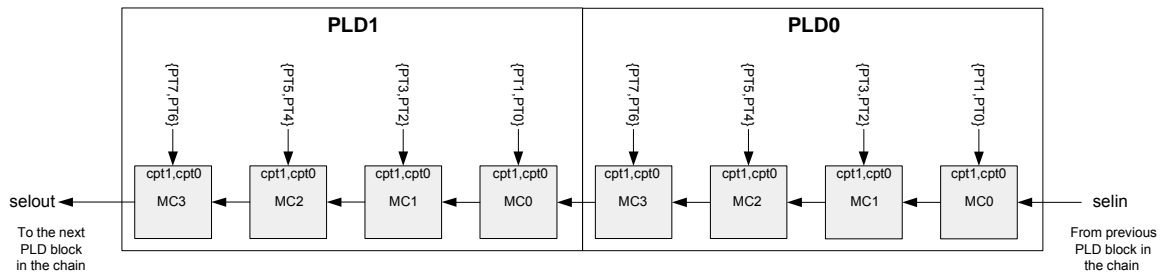 PLD1
PLD0
{PT7,PT6}
{PT5,PT4}
{PT3,PT2}
{PT1,PT0}
{PT7,PT6}
{PT5,PT4}
{PT3,PT2}
{PT1,PT0}
cpt1,cpt0
cpt1,cpt0
cpt1,cpt0
cpt1,cpt0
cpt1,cpt0
cpt1,cpt0
cpt1,cpt0
cpt1,cpt0
selout
MC3
MC2
MC1
MC0
MC3
MC2
MC1
MC0
selin
To the next
PLD block
in the chain
From previous
PLD block in
the chain